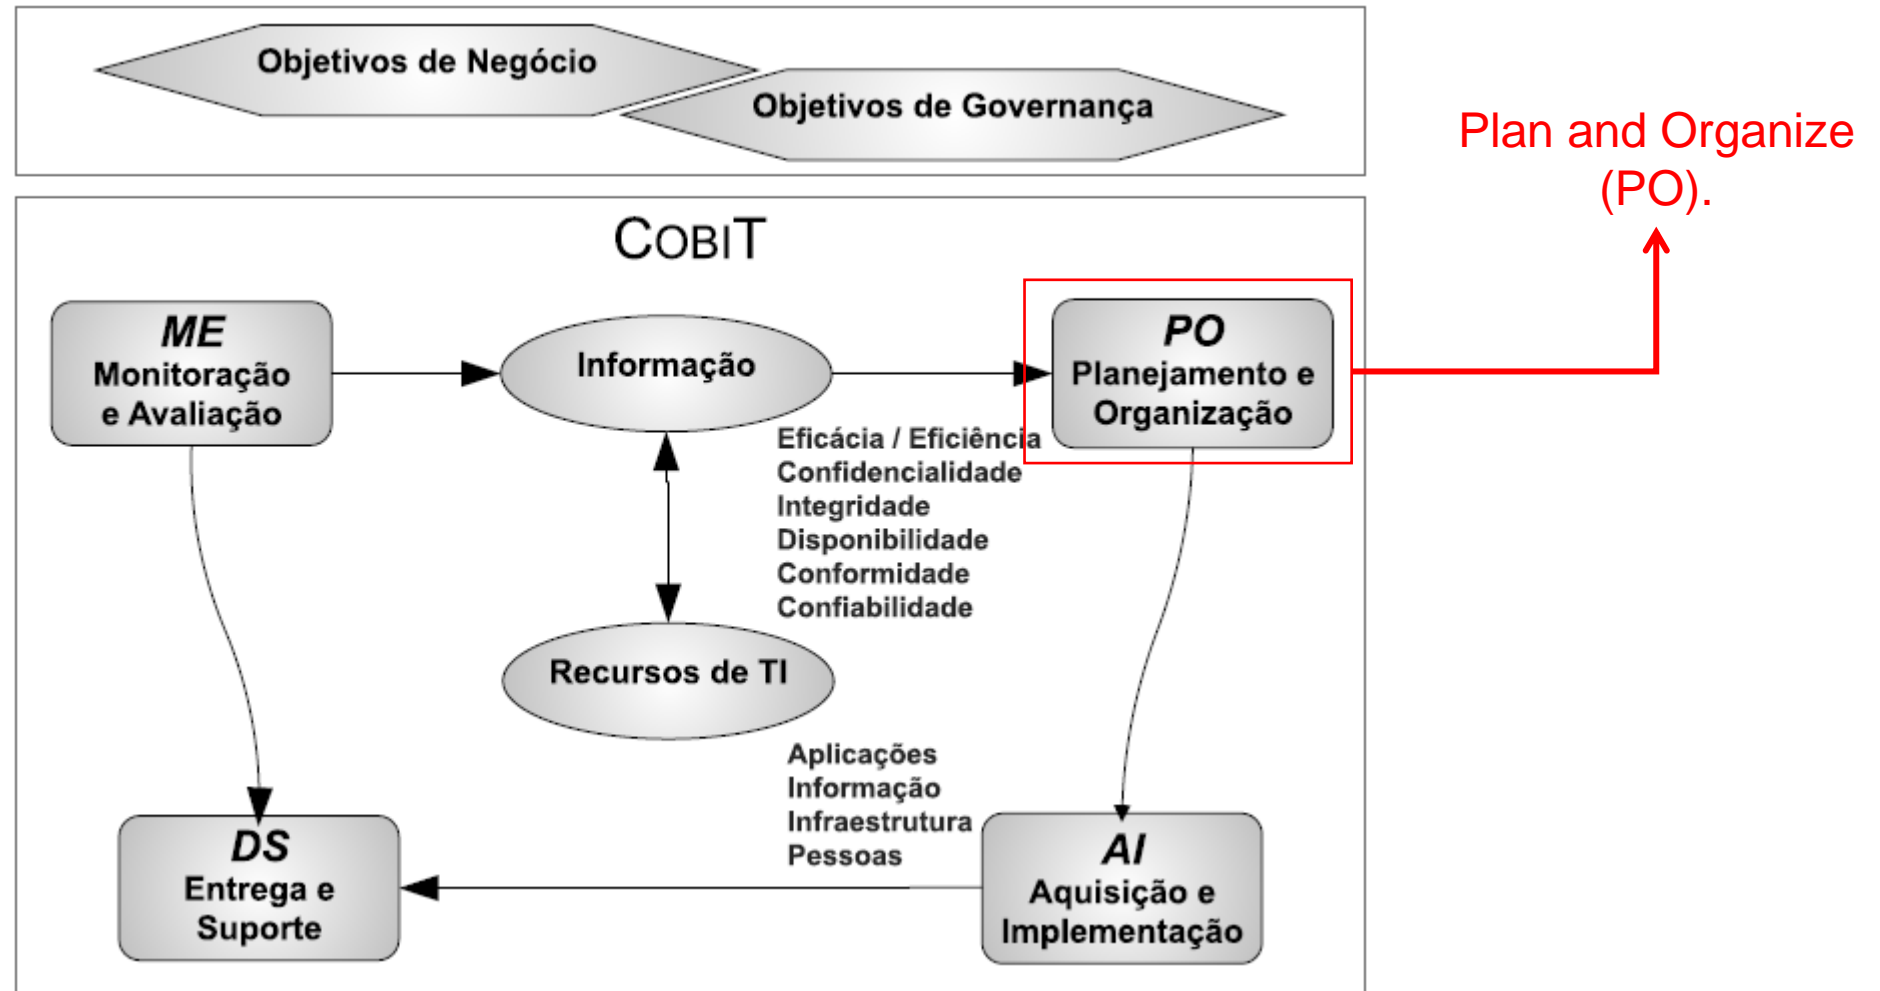 Objetivos de Negócio
Objetivos de Governança
Plan and Organize
(PO).
COBIT
ME
Monitoração
e Avaliação
Informação
PO
Planejamento e
Organização
Eficácia / Eficiência
Confidencialidade
Integridade
Disponibilidade
Conformidade
Confiabilidade
Recursos de TI
Aplicações
Informação
Infraestrutura
Pessoas
DS
Entrega e
Suporte
AI
Aquisição e
Implementação